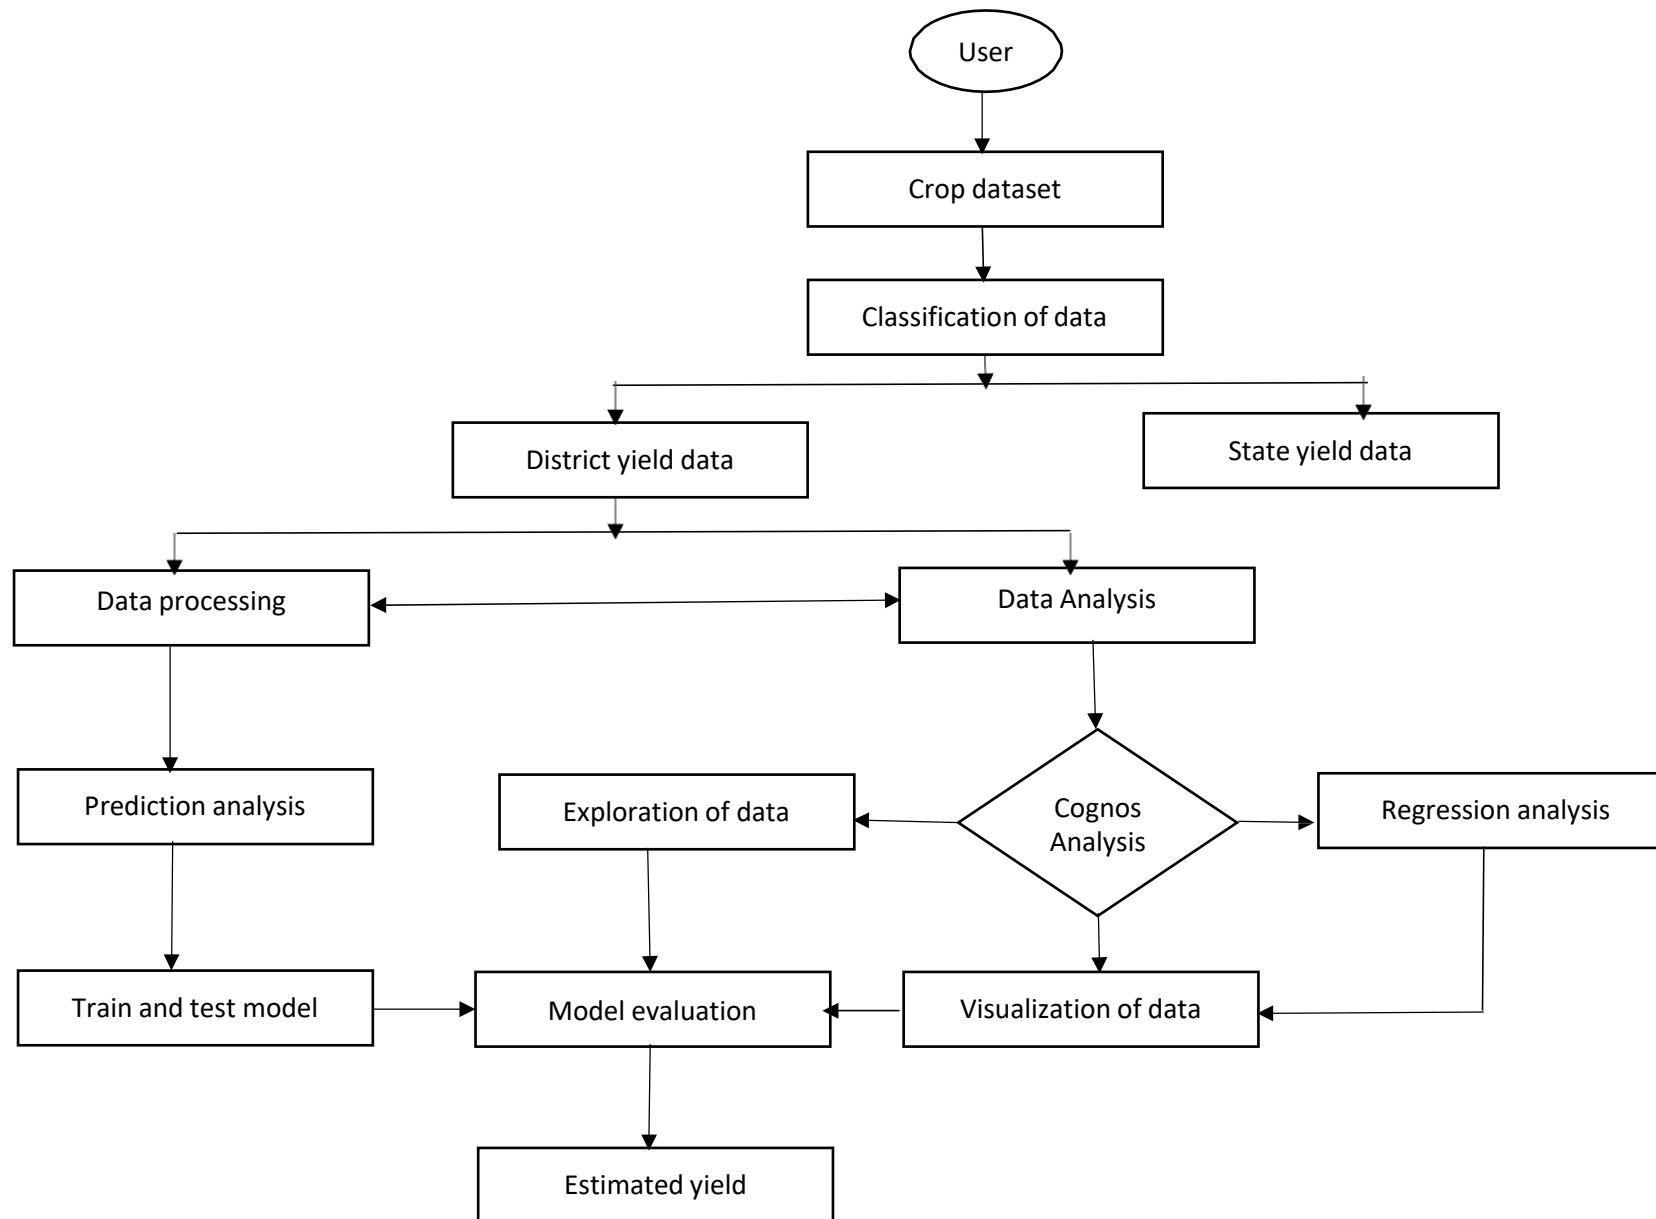 User
Crop dataset
Classification of data
District yield data
State yield data
Data processing
Data Analysis
Prediction analysis
Exploration of data
Cognos
Analysis
Regression analysis
Train and test model
Model evaluation
Visualization of data
Estimated yield